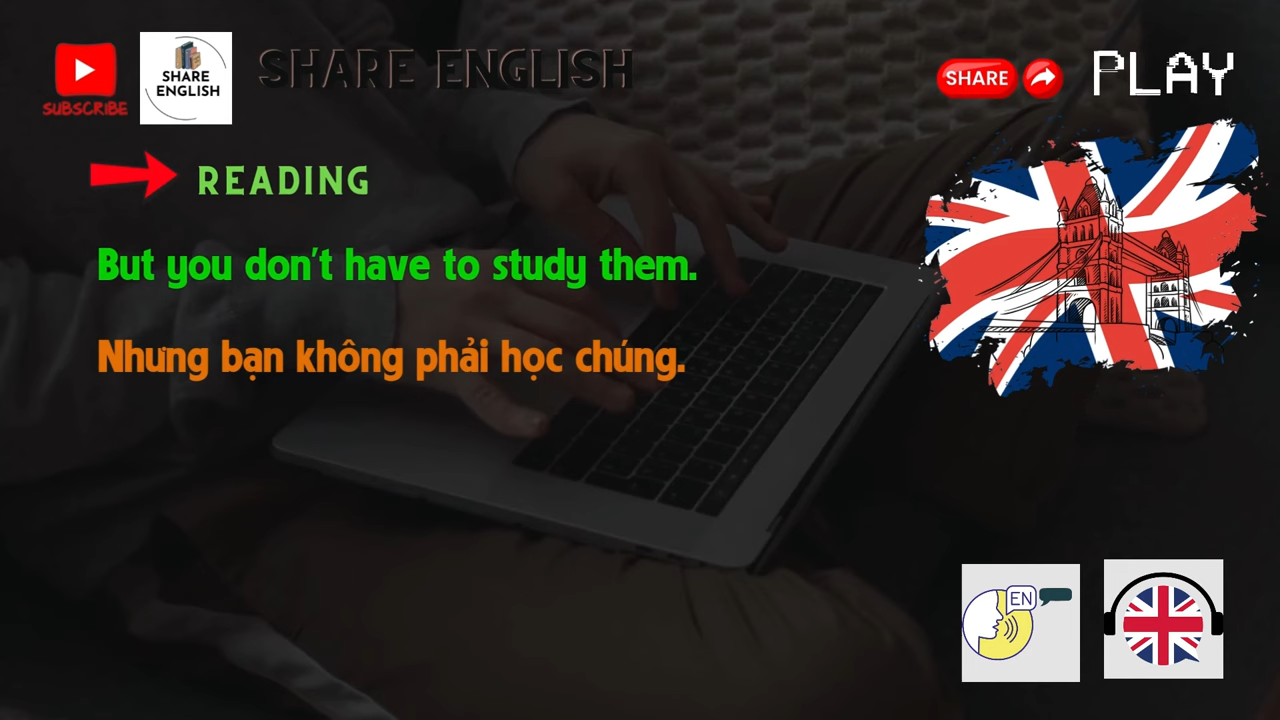 SUBSCRIBE
SHARE
ENGLISH
SHARE ENGLISH
SHARE
PLAY
READING
But you don't have to study them.
Nhưng bạn không phải học chúng.
EN